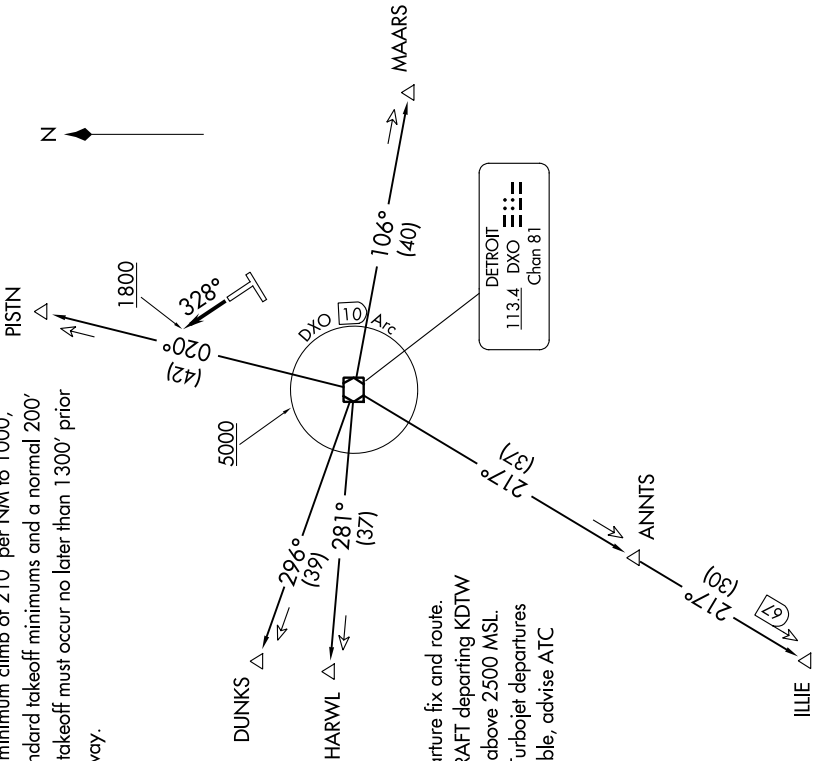 minimum climb of 210' per NM to 1000,
ndard takeoff minimums and a normal 200'
takeoff must occur no later than 1300' prior
way.
N
PISTN
1800
328°
020°
(42)
MAARS
106°
(40)
DXO 10 Arc
5000
DETROIT
113.4 DXO
Chan 81
296°
(39)
281°
(37)
DUNKS
HARWL
217°
(37)
ANNTS
217°
(30)
67
ILLIE
rture fix and route.
RAFT departing KDTW
above 2500 MSL.
Turbojet departures
ble, advise ATC